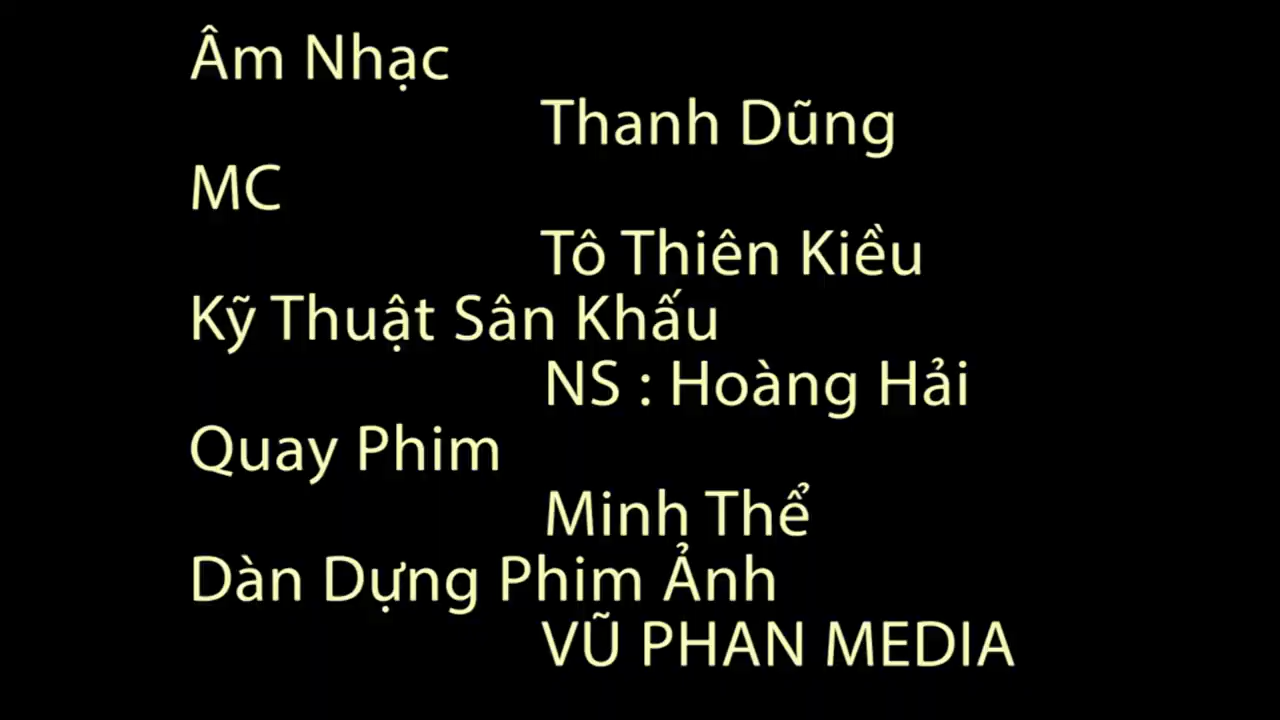 Âm Nhạc
Thanh Dũng
MC
Tô Thiên Kiều
Kỹ Thuật Sân Khấu
NS : Hoàng Hải
Quay Phim
Minh Thể
Dàn Dựng Phim Ảnh
VŨ PHAN MEDIA